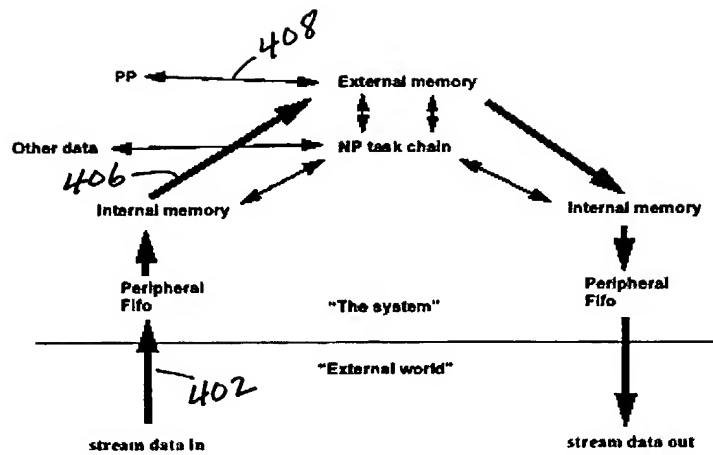 408
PP
External memory
Other data
NP task chain
406
Internal memory
Internal memory
Peripheral
Fifo
Peripheral
Fifo
"The system"
"External world"
402
stream data in
stream data out